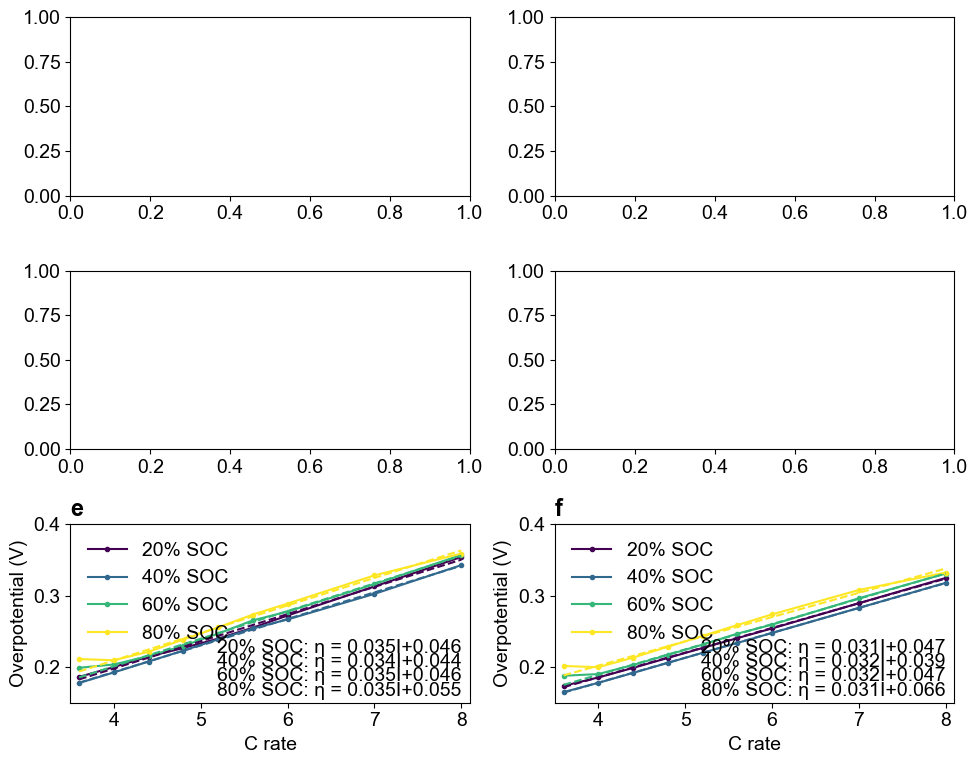 1.00
0.75
0.50
0.25
0.00
0.0 0.2 0.4 0.6 0.8 1.0
1.00
0.75
0.50
0.25
0.00
0.0 0.2 0.4 0.6 0.8 1.0
1.00
0.75
0.50
0.25
0.00
0.0 0.2 0.4 0.6 0.8 1.0
1.00
0.75
0.50
0.25
0.00
0.0 0.2 0.4 0.6 0.8 1.0
e
Overpotential (V)
0.4
0.3
0.2
20% SOC
40% SOC
60% SOC
80% SOC
20% SOC: η = 0.035I+0.046
40% SOC: η = 0.034I+0.044
60% SOC: η = 0.035I+0.046
80% SOC: η = 0.035I+0.055
4 5 6 7 8
C rate
f
Overpotential (V)
0.4
0.3
0.2
20% SOC
40% SOC
60% SOC
80% SOC
20% SOC: η = 0.031I+0.047
40% SOC: η = 0.032I+0.039
60% SOC: η = 0.032I+0.047
80% SOC: η = 0.031I+0.066
4 5 6 7 8
C rate